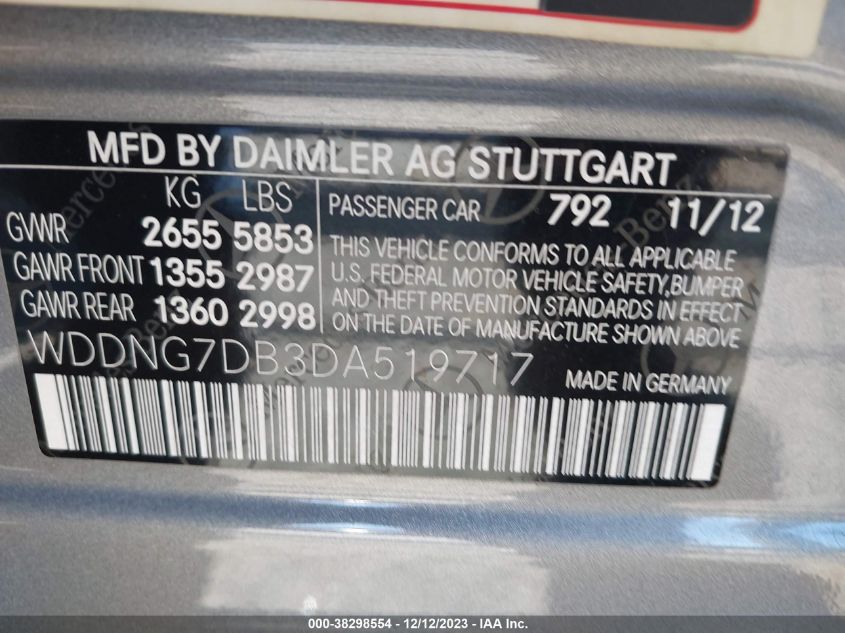 MFD BY DAIMLER AG STUTTGART
KG LBS
GVWR 2655 5853
GAWR FRONT 1355 2987
GAWR REAR 1360 2998
PASSENGER CAR 792 11/12
THIS VEHICLE CONFORMS TO ALL APPLICABLE
U.S. FEDERAL MOTOR VEHICLE SAFETY,BUMPER
AND THEFT PREVENTION STANDARDS IN EFFECT
ON THE DATE OF MANUFACTURE SHOWN ABOVE
WDDNG7DB3DA519717
MADE IN GERMANY
000-38298554 - 12/12/2023 - IAA Inc.